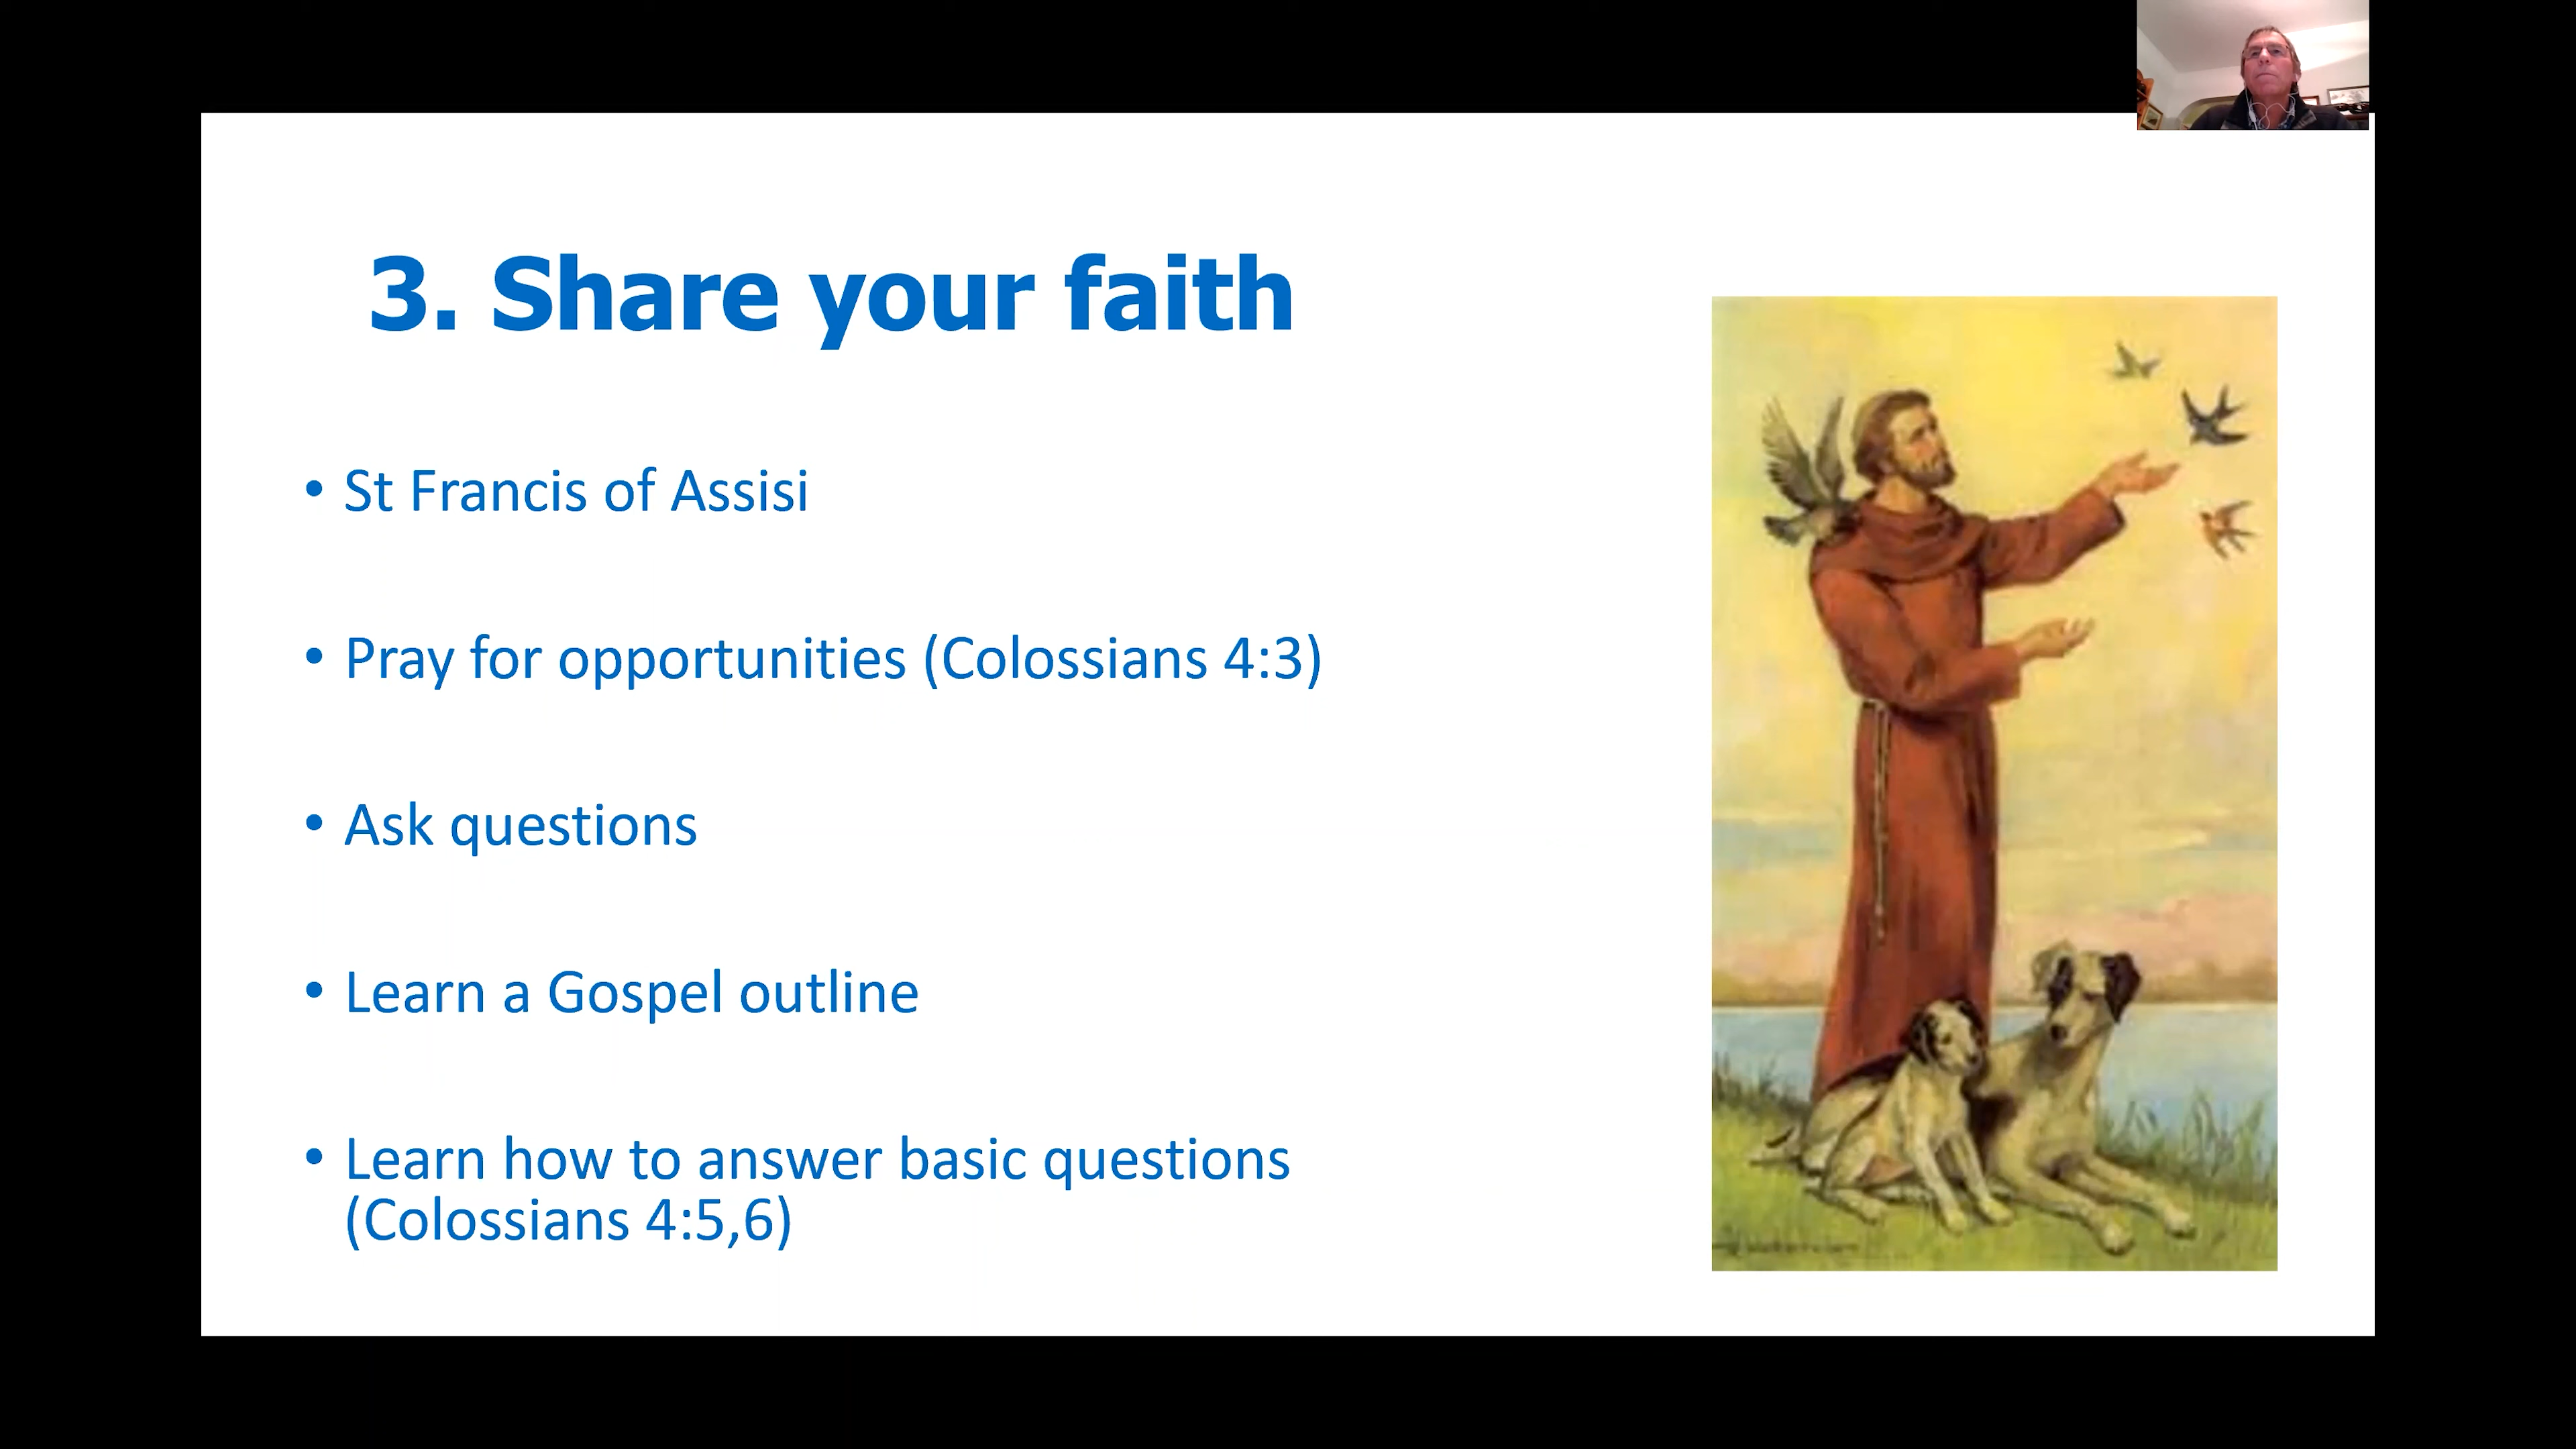 3. Share your faith
• St Francis of Assisi
• Pray for opportunities (Colossians 4:3)
• Ask questions
• Learn a Gospel outline
• Learn how to answer basic questions
(Colossians 4:5,6)